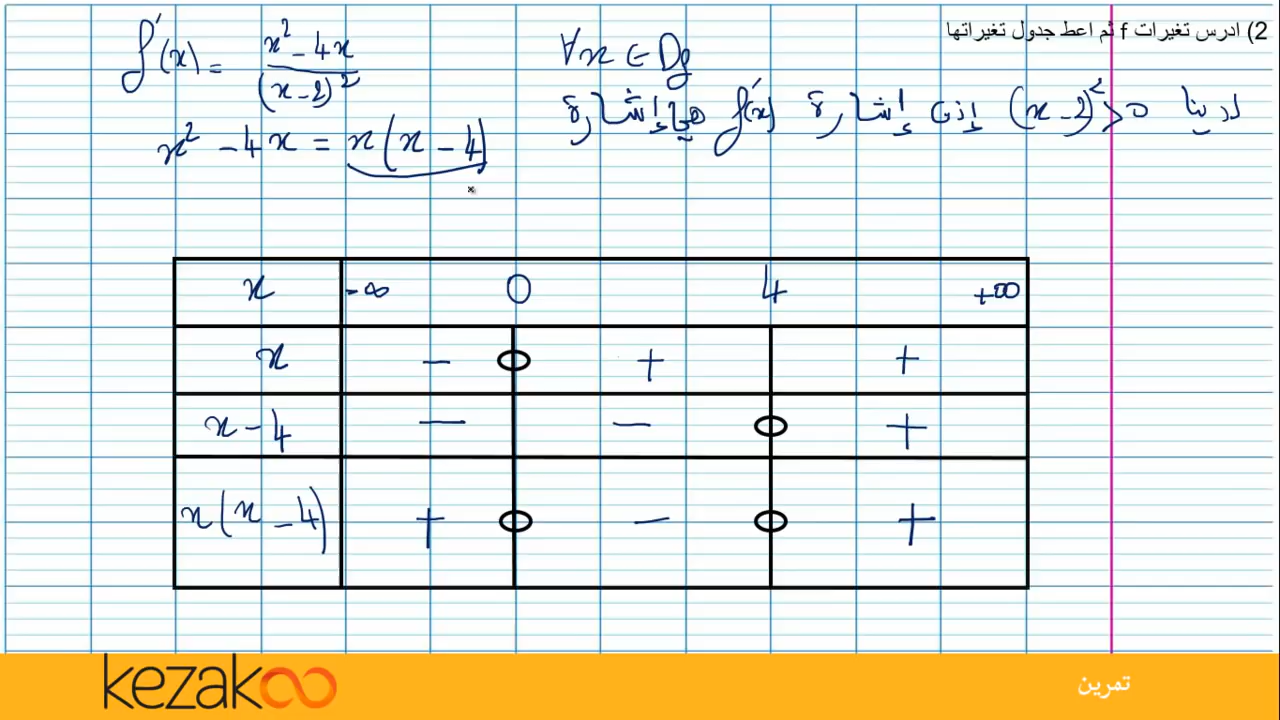 2) ادرس تغيرات f ثم اعط جدول تغيراتها
f'(x) = (x² - 4x)/(x-2)²
∀x ∈ Df
لدينا (x-2)² > 0 إذن إشارة f'(x) هي إشارة
x² - 4x = x(x - 4)
x -∞ 0 4 +∞
x - 0 + +
x - 4 - - 0 +
x(x - 4) + 0 - 0 +
kezakoo
تمرين